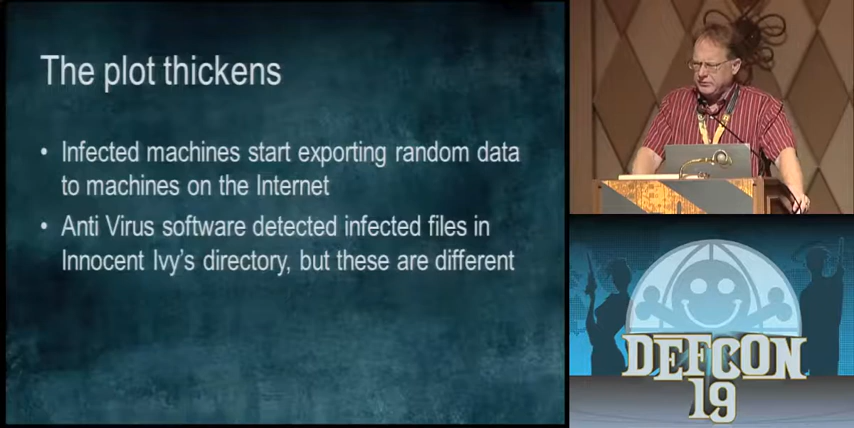 The plot thickens
• Infected machines start exporting random data
to machines on the Internet
• Anti Virus software detected infected files in
Innocent Ivy's directory, but these are different
DEFCON
19